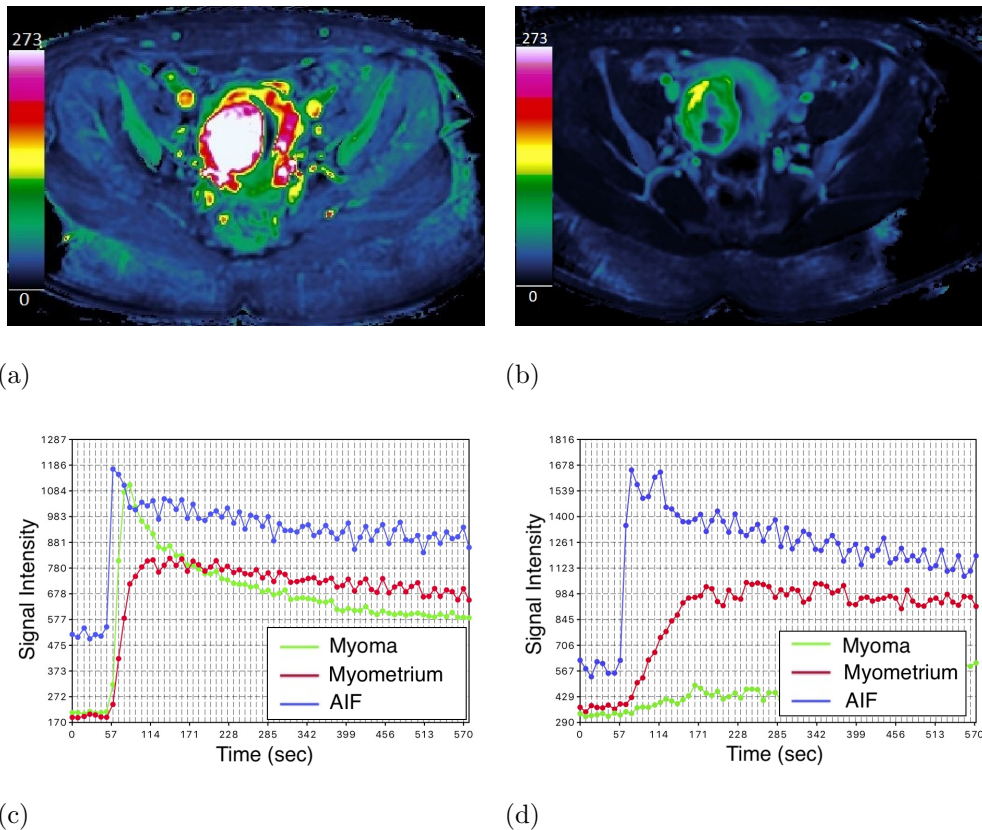 273
0
273
0
(a)
(b)
1287
1186
1084
983
881
780
678
577
475
373
272
170
Signal Intensity
0 57 114 171 228 285 342 399 456 513 570
Time (sec)
Myoma
Myometrium
AIF
1816
1678
1539
1400
1261
1123
984
845
706
567
429
290
Signal Intensity
0 57 114 171 228 285 342 399 456 513 570
Time (sec)
Myoma
Myometrium
AIF
(c)
(d)